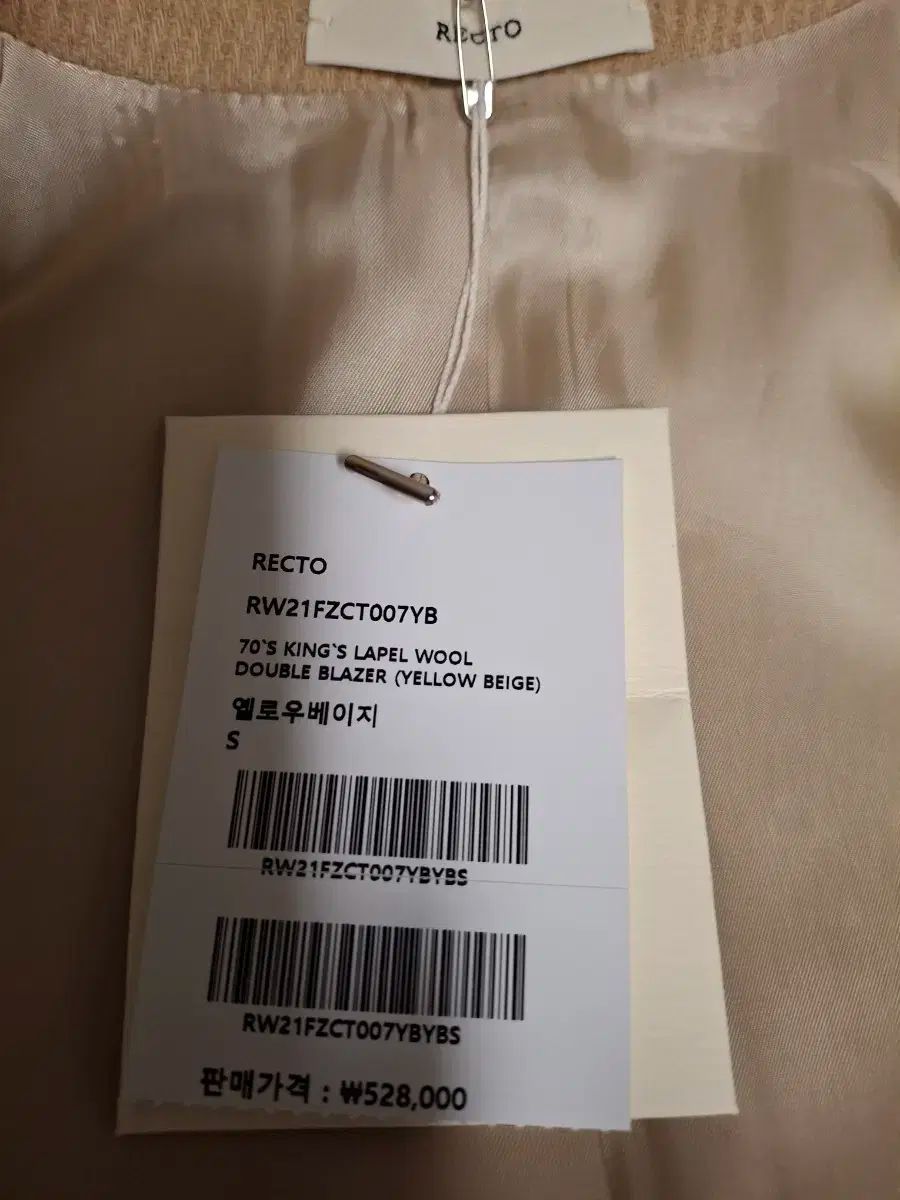 RECTO
RECTO
RW21FZCT007YB
70`S KING`S LAPEL WOOL
DOUBLE BLAZER (YELLOW BEIGE)
옐로우베이지
S
RW21FZCT007YBYBS
RW21FZCT007YBYBS
판매가격 : ₩528,000